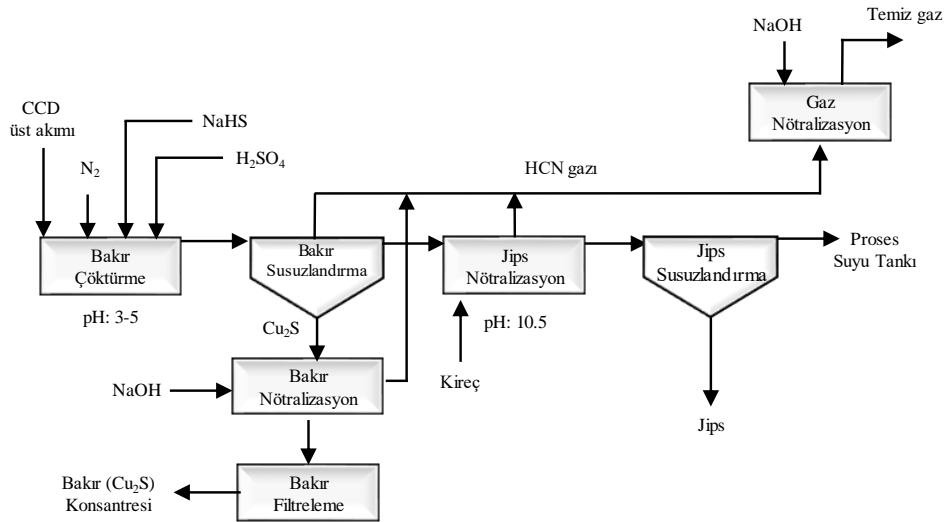 NaOH
Temiz gaz
Gaz
Nötralizasyon
CCD
üst akımı
NaHS
N₂
H₂SO₄
HCN gazı
Bakır
Çöktürme
pH: 3-5
Bakır
Susuzlandırma
Jips
Nötralizasyon
pH: 10.5
Jips
Susuzlandırma
Proses
Suyu Tankı
Cu₂S
Kireç
NaOH
Bakır
Nötralizasyon
Jips
Bakır
Filtreleme
Bakır (Cu₂S)
Konsantresi